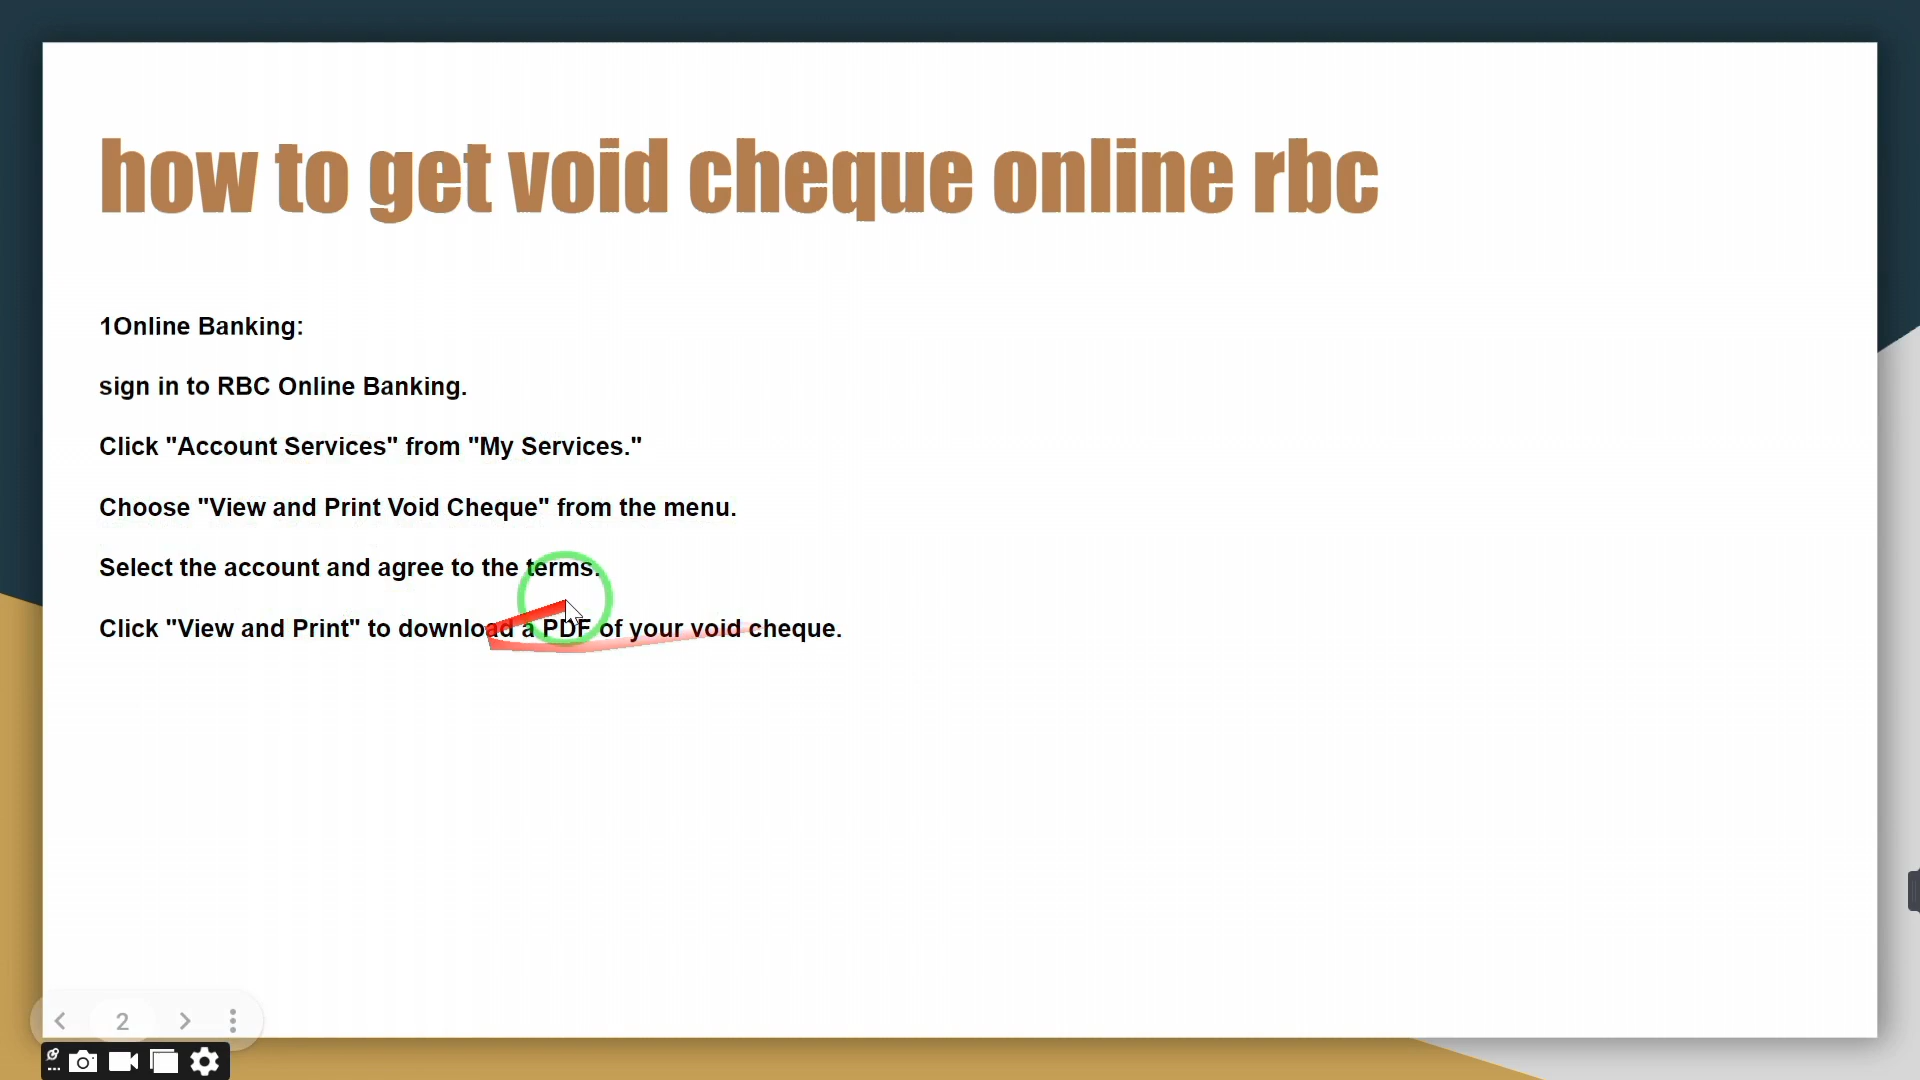 how to get void cheque online rbc
1Online Banking:
sign in to RBC Online Banking.
Click "Account Services" from "My Services."
Choose "View and Print Void Cheque" from the menu.
Select the account and agree to the terms.
Click "View and Print" to download a PDF of your void cheque.
2